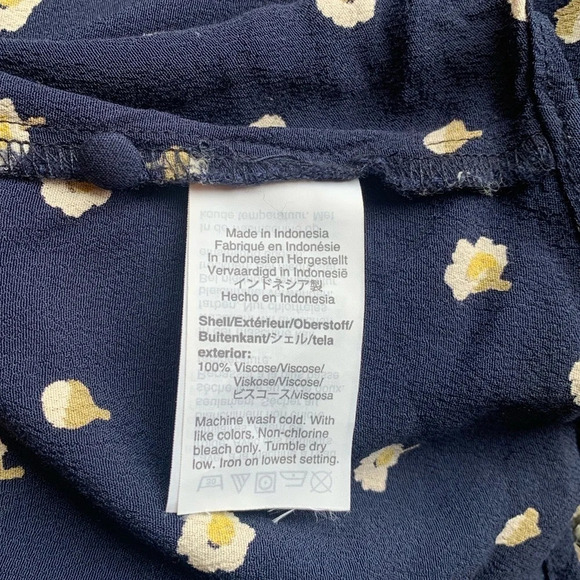 Made in Indonesia
Fabriqué en Indonésie
In Indonesien Hergestellt
Vervaardigd in Indonesië
インドネシア製
Hecho en Indonesia
Shell/Extérieur/Oberstoff/
Buitenkant/シェル/tela
exterior:
100% Viscose/Viscose/
Viskose/Viscose/
ビスコース/viscosa
Machine wash cold. With
like colors. Non-chlorine
bleach only. Tumble dry
low. Iron on lowest setting.